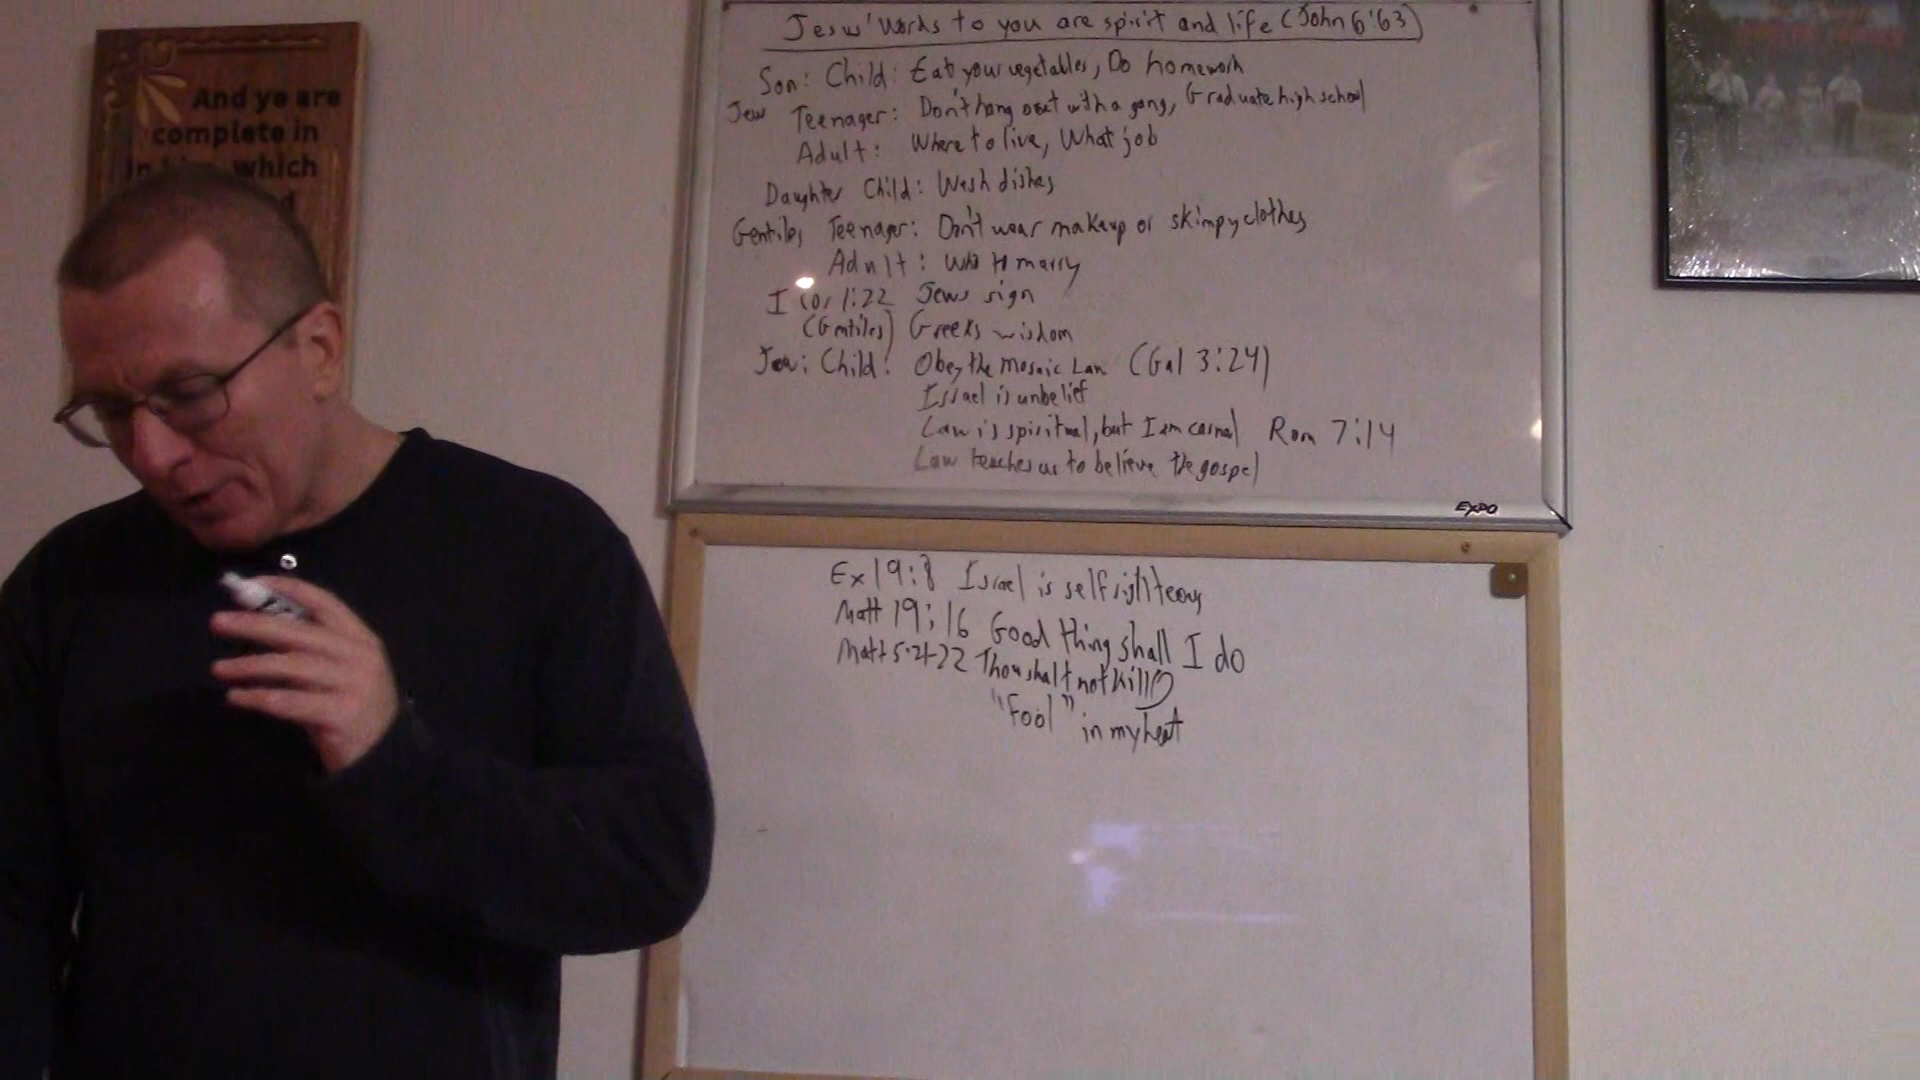 And ye are
complete in
which
Jesus' Words to you are spirit and life (John 6:63)
Son: Child: Eat your vegetables, Do homework
Jew Teenager: Don't hang out with a gang, Graduate high school
Adult: Where to live, What job
Daughter Child: Wash dishes
Gentiles Teenager: Don't wear makeup or skimpy clothes
Adult: Who to marry
I Cor 1:22 Jews sign
(Gentiles) Greeks wisdom
Jew: Child: Obey the Mosaic Law (Gal 3:24)
Israel is unbelief
Law is spiritual, but I am carnal Rom 7:14
Law teaches us to believe the gospel
EXPO
Ex 19:8 Israel is self righteous
Matt 19:16 Good thing shall I do
Matt 5:21-22 Thou shalt not kill
"Fool" in my heart